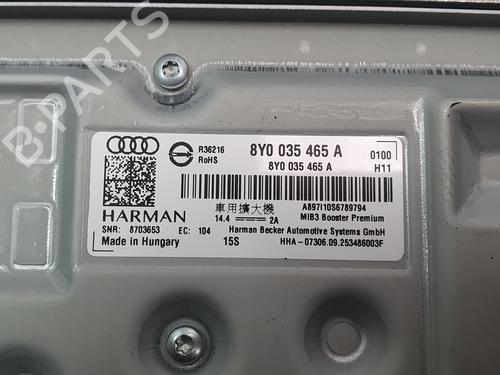 B-PARTS
R36216
RoHS
8Y0 035 465 A
8Y0 035 465 A
0100
H11
A897I10S6789794
HARMAN
車用擴大機
14.4 2A
MIB3 Booster Premium
SNR: 8703653 EC: 104
Harman Becker Automotive Systems GmbH
Made in Hungary 15S
HHA-07306.09.253486003F